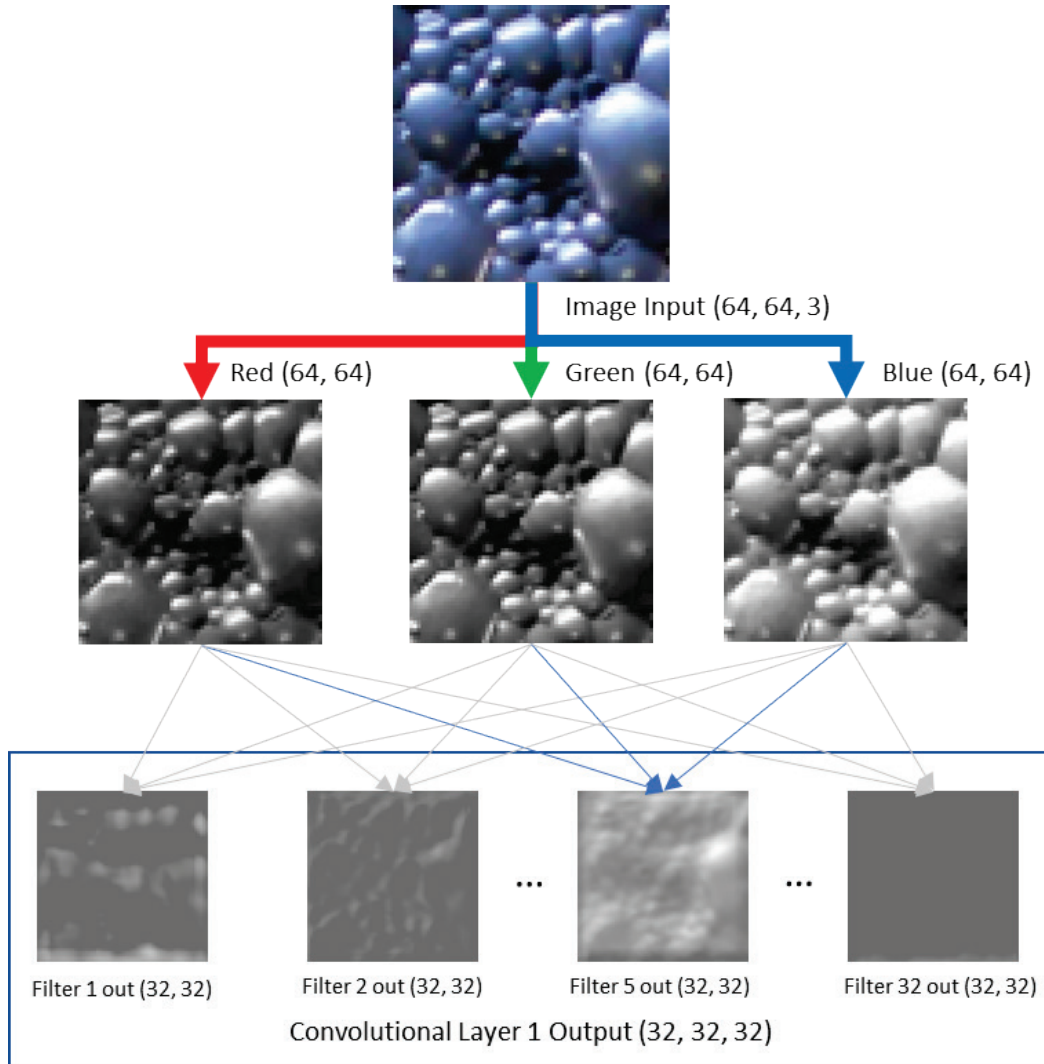 Image Input (64, 64, 3)
Red (64, 64)
Green (64, 64)
Blue (64, 64)
...
...
Filter 1 out (32, 32)
Filter 2 out (32, 32)
Filter 5 out (32, 32)
Filter 32 out (32, 32)
Convolutional Layer 1 Output (32, 32, 32)